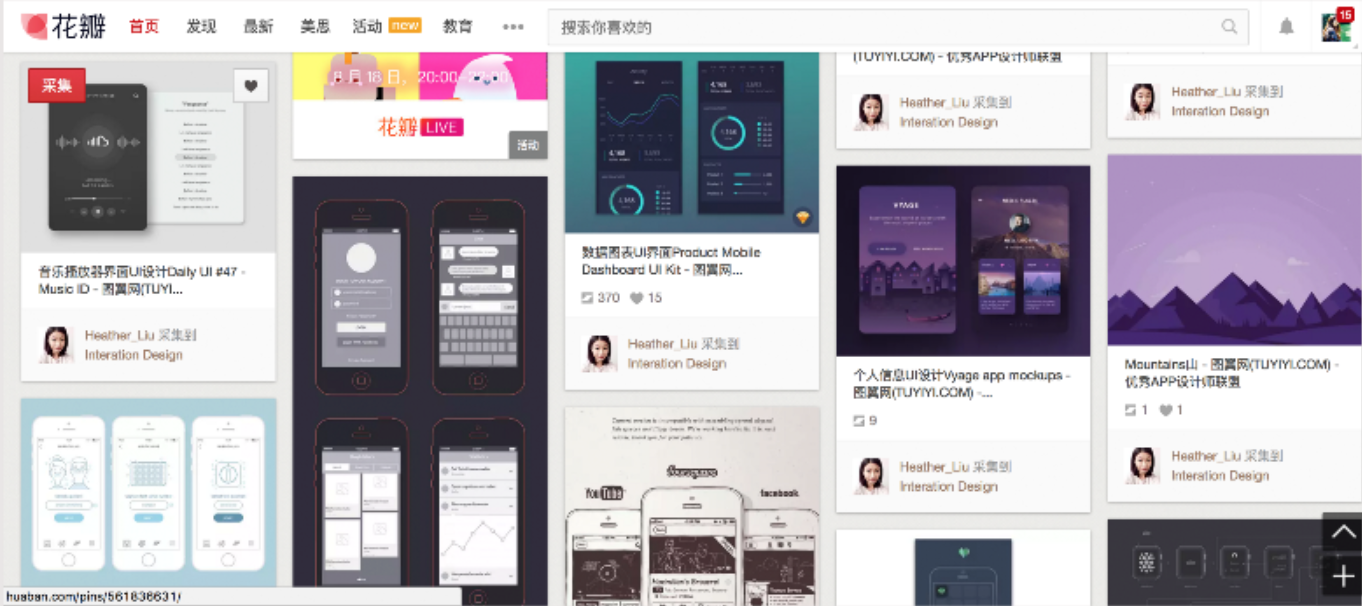 花瓣 首页 发现 最新 美思 活动 new 教育 ••• 搜索你喜欢的 15
采集
音乐播放器界面UI设计Daily UI #47 -
Music ID - 图翼网(TUYI...
Heather_Liu 采集到
Interation Design
8 月 18 日，20:00-22:00
花瓣 LIVE
活动
数据图表UI界面Product Mobile
Dashboard UI Kit - 图翼网...
370 15
Heather_Liu 采集到
Interation Design
YouTube
foursquare
facebook
(TUYIYI.COM) - 优秀APP设计师联盟
Heather_Liu 采集到
Interation Design
VYAGE
个人信息UI设计Vyage app mockups -
图翼网(TUYIYI.COM) -...
9
Heather_Liu 采集到
Interation Design
Heather_Liu 采集到
Interation Design
Mountains山 - 图翼网(TUYIYI.COM) -
优秀APP设计师联盟
1 1
Heather_Liu 采集到
Interation Design
huaban.com/pins/561836631/